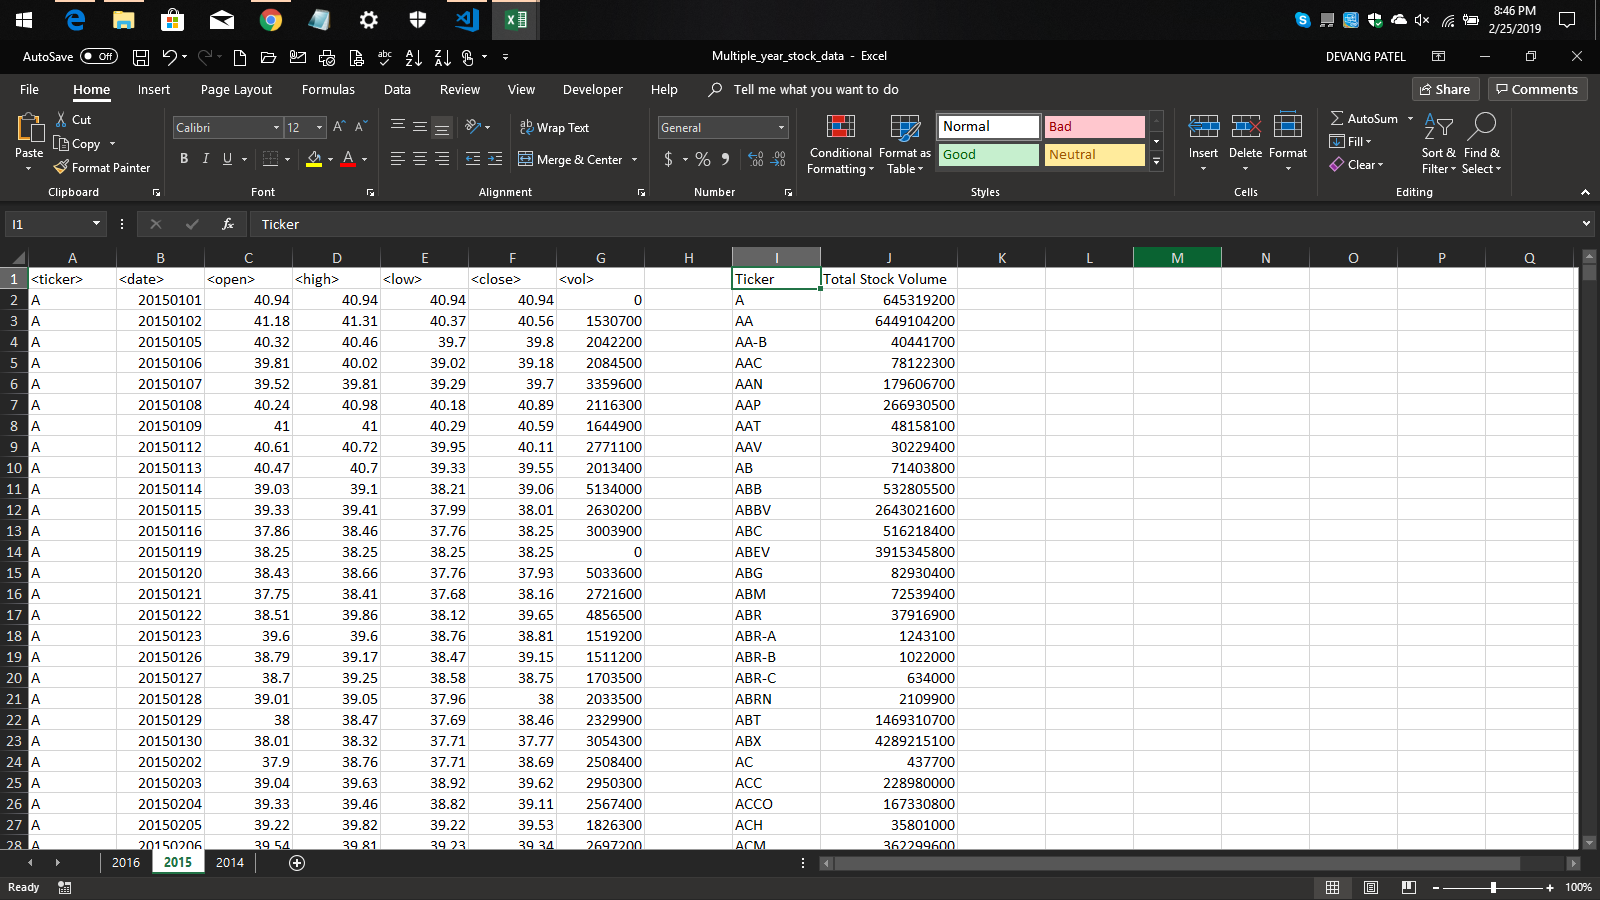 8:46 PM
2/25/2019
AutoSave Off
Multiple_year_stock_data - Excel
DEVANG PATEL
File Home Insert Page Layout Formulas Data Review View Developer Help Tell me what you want to do Share Comments
Paste Cut Copy Format Painter
Clipboard
Calibri 12
B I U
Font
Wrap Text
Merge & Center
Alignment
General
$ % ,
Number
Conditional Formatting Format as Table
Normal Bad
Good Neutral
Styles
Insert Delete Format
Cells
AutoSum
Fill
Clear
Sort & Filter Find & Select
Editing
I1 fx Ticker
A B C D E F G H I J K L M N O P Q
1 <ticker> <date> <open> <high> <low> <close> <vol> Ticker Total Stock Volume
2 A 20150101 40.94 40.94 40.94 40.94 0 A 645319200
3 A 20150102 41.18 41.31 40.37 40.56 1530700 AA 6449104200
4 A 20150105 40.32 40.46 39.7 39.8 2042200 AA-B 40441700
5 A 20150106 39.81 40.02 39.02 39.18 2084500 AAC 78122300
6 A 20150107 39.52 39.81 39.29 39.7 3359600 AAN 179606700
7 A 20150108 40.24 40.98 40.18 40.89 2116300 AAP 266930500
8 A 20150109 41 41 40.29 40.59 1644900 AAT 48158100
9 A 20150112 40.61 40.72 39.95 40.11 2771100 AAV 30229400
10 A 20150113 40.47 40.7 39.33 39.55 2013400 AB 71403800
11 A 20150114 39.03 39.1 38.21 39.06 5134000 ABB 532805500
12 A 20150115 39.33 39.41 37.99 38.01 2630200 ABBV 2643021600
13 A 20150116 37.86 38.46 37.76 38.25 3003900 ABC 516218400
14 A 20150119 38.25 38.25 38.25 38.25 0 ABEV 3915345800
15 A 20150120 38.43 38.66 37.76 37.93 5033600 ABG 82930400
16 A 20150121 37.75 38.41 37.68 38.16 2721600 ABM 72539400
17 A 20150122 38.51 39.86 38.12 39.65 4856500 ABR 37916900
18 A 20150123 39.6 39.6 38.76 38.81 1519200 ABR-A 1243100
19 A 20150126 38.79 39.17 38.47 39.15 1511200 ABR-B 1022000
20 A 20150127 38.7 39.25 38.58 38.75 1703500 ABR-C 634000
21 A 20150128 39.01 39.05 37.96 38 2033500 ABRN 2109900
22 A 20150129 38 38.47 37.69 38.46 2329900 ABT 1469310700
23 A 20150130 38.01 38.32 37.71 37.77 3054300 ABX 4289215100
24 A 20150202 37.9 38.76 37.71 38.69 2508400 AC 437700
25 A 20150203 39.04 39.63 38.92 39.62 2950300 ACC 228980000
26 A 20150204 39.33 39.46 38.82 39.11 2567400 ACCO 167330800
27 A 20150205 39.22 39.82 39.22 39.53 1826300 ACH 35801000
28 A 20150206 39.54 39.81 39.23 39.34 2697200 ACM 362299600
2016 2015 2014
Ready 100%